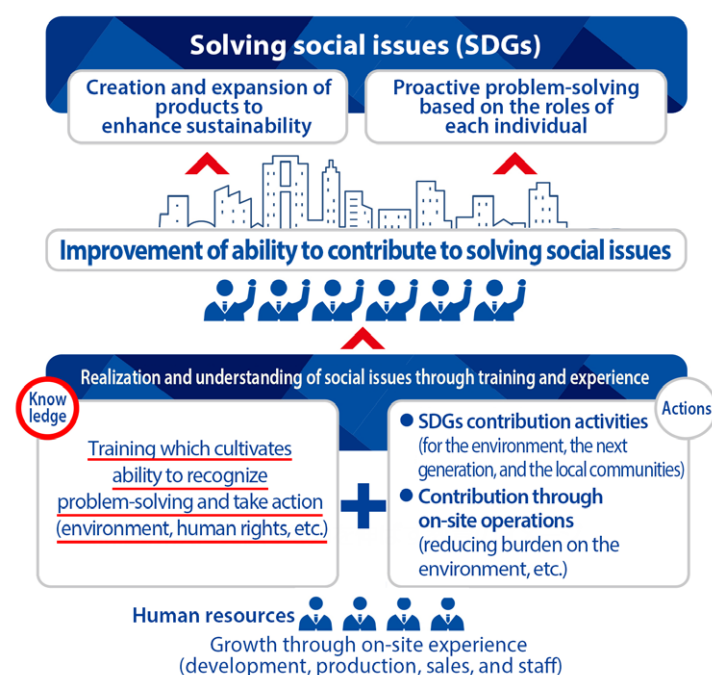 Solving social issues (SDGs)
Creation and expansion of
products to
enhance sustainability
Proactive problem-solving
based on the roles of
each individual
Improvement of ability to contribute to solving social issues
Realization and understanding of social issues through training and experience
Know
ledge
Training which cultivates
ability to recognize
problem-solving and take action
(environment, human rights, etc.)
Actions
● SDGs contribution activities
(for the environment, the next
generation, and the local communities)
● Contribution through
on-site operations
(reducing burden on the
environment, etc.)
Human resources
Growth through on-site experience
(development, production, sales, and staff)